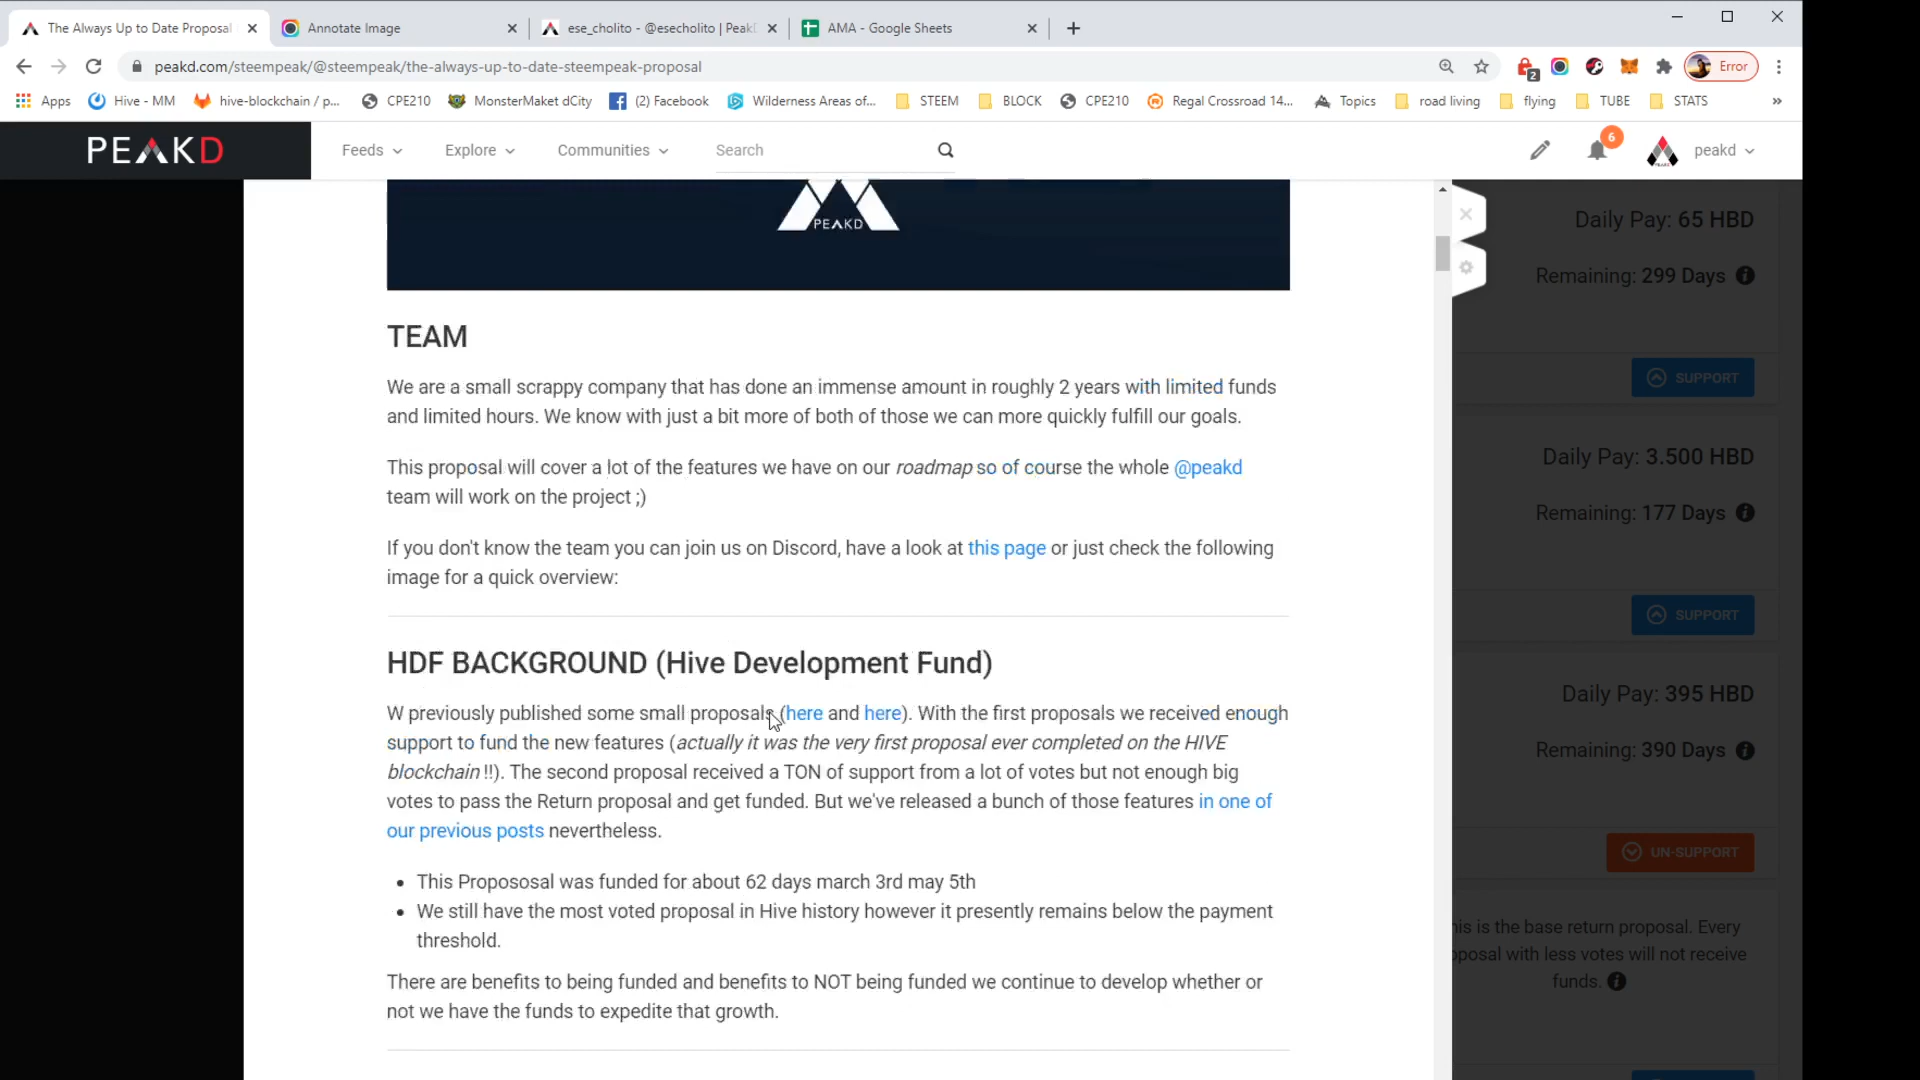 The Always Up to Date Proposal
Annotate Image
ese_cholito - @esecholito | Peak
AMA - Google Sheets
peakd.com/steempeak/@steempeak/the-always-up-to-date-steempeak-proposal
2
Error
Apps
Hive - MM
hive-blockchain / p...
CPE210
MonsterMaket dCity
(2) Facebook
Wilderness Areas of...
STEEM
BLOCK
CPE210
Regal Crossroad 14...
Topics
road living
flying
TUBE
STATS
»
PEAKD
Feeds
Explore
Communities
Search
6
peakd
PEAKD
TEAM
We are a small scrappy company that has done an immense amount in roughly 2 years with limited funds
and limited hours. We know with just a bit more of both of those we can more quickly fulfill our goals.
This proposal will cover a lot of the features we have on our roadmap so of course the whole @peakd
team will work on the project ;)
If you don't know the team you can join us on Discord, have a look at this page or just check the following
image for a quick overview:
HDF BACKGROUND (Hive Development Fund)
W previously published some small proposals (here and here). With the first proposals we received enough
support to fund the new features (actually it was the very first proposal ever completed on the HIVE
blockchain !!). The second proposal received a TON of support from a lot of votes but not enough big
votes to pass the Return proposal and get funded. But we've released a bunch of those features in one of
our previous posts nevertheless.
• This Propososal was funded for about 62 days march 3rd may 5th
• We still have the most voted proposal in Hive history however it presently remains below the payment
threshold.
There are benefits to being funded and benefits to NOT being funded we continue to develop whether or
not we have the funds to expedite that growth.
Daily Pay: 65 HBD
Remaining: 299 Days
SUPPORT
Daily Pay: 3.500 HBD
Remaining: 177 Days
SUPPORT
Daily Pay: 395 HBD
Remaining: 390 Days
UN-SUPPORT
is is the base return proposal. Every
oposal with less votes will not receive
funds.